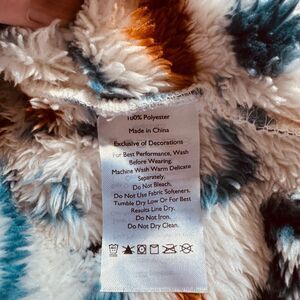 100% Polyester
Made in China
Exclusive of Decorations
For Best Performance, Wash
Before Wearing.
Machine Wash Warm Delicate
Separately.
Do Not Bleach.
Do Not Use Fabric Softeners.
Tumble Dry Low Or For Best
Results Line Dry.
Do Not Iron.
Do Not Dry Clean.